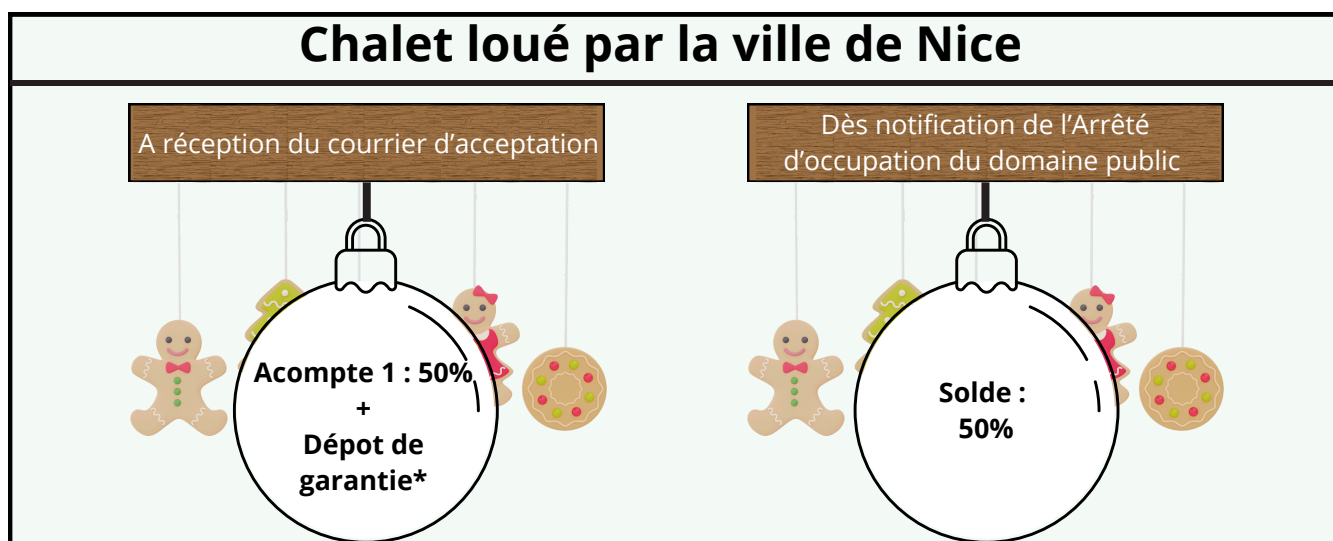 Chalet loué par la ville de Nice
A réception du courrier d'acceptation
Dès notification de l'Arrêté
d'occupation du domaine public
Acompte 1 : 50%
+
Dépot de
garantie*
Solde :
50%